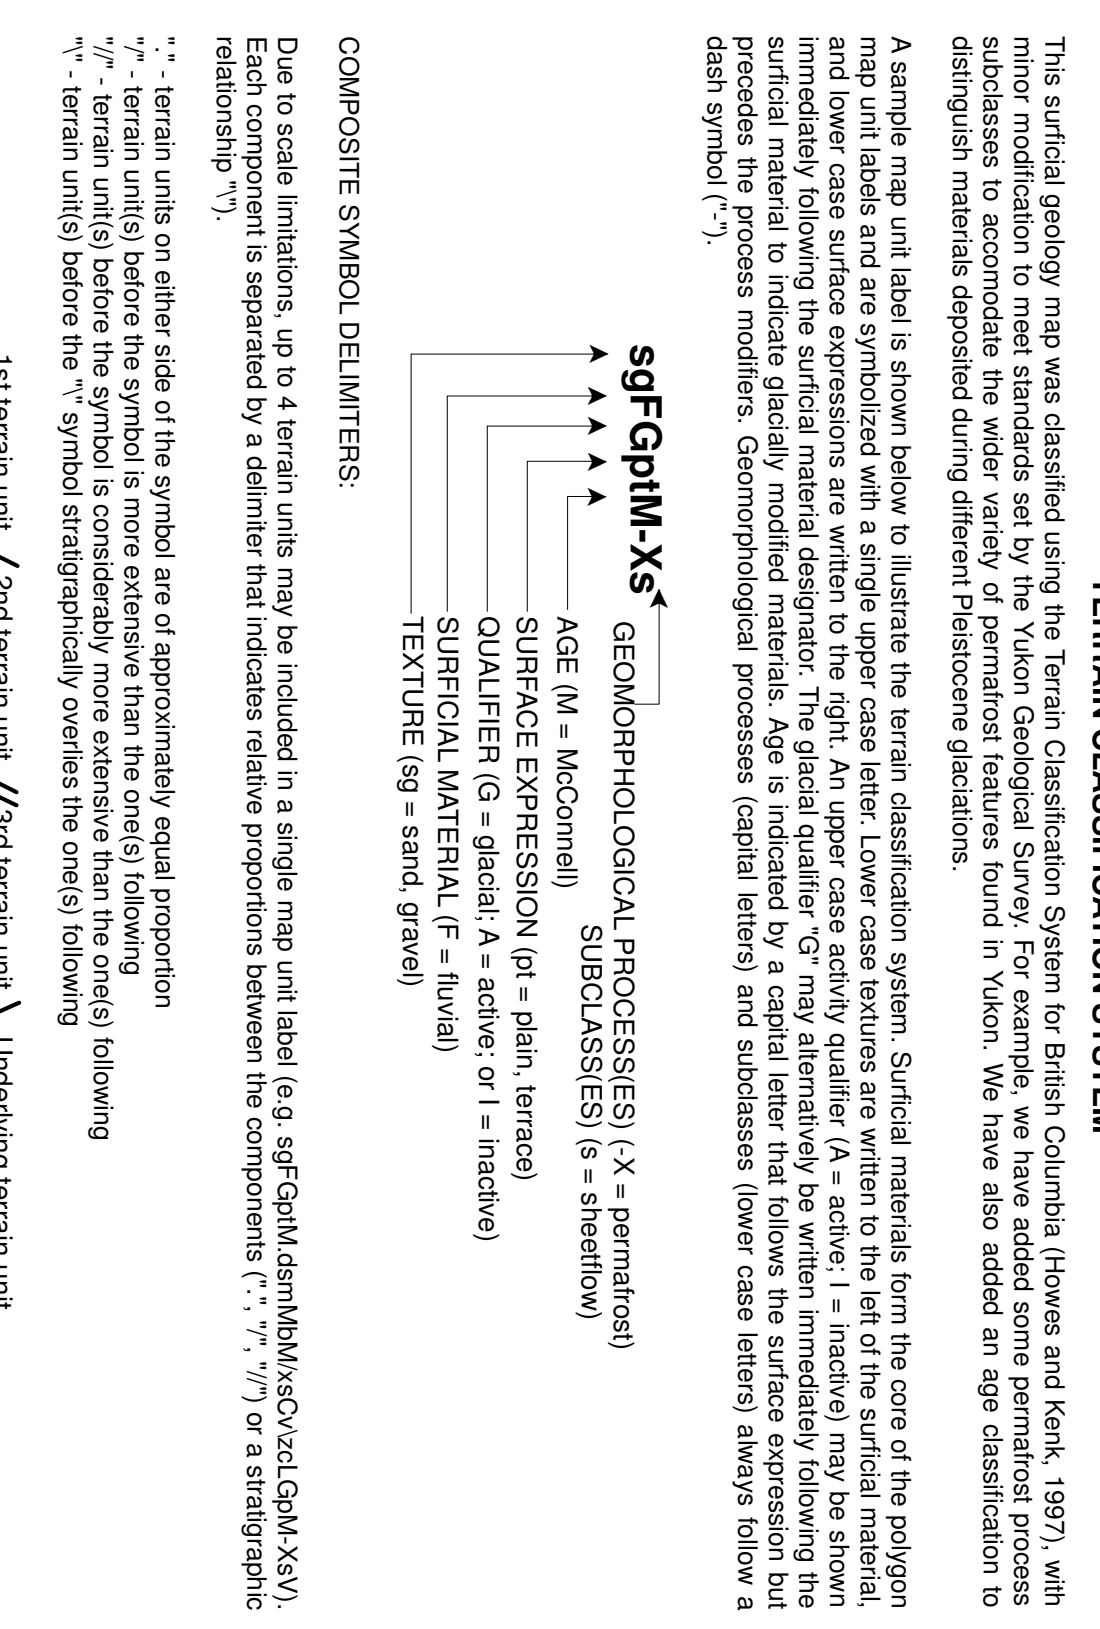 TERRAIN CLASSIFICATION SYSTEM
This surficial geology map was classified using the Terrain Classification System for British Columbia (Howes and Kenk, 1997), with
minor modification to meet standards set by the Yukon Geological Survey. For example, we have added some permafrost process
subclasses to accomodate the wider variety of permafrost features found in Yukon. We have also added an age classification to
distinguish materials deposited during different Pleistocene glaciations.
A sample map unit label is shown below to illustrate the terrain classification system. Surficial materials form the core of the polygon
map unit labels and are symbolized with a single upper case letter. Lower case textures are written to the left of the surficial material,
and lower case surface expressions are written to the right. An upper case activity qualifier (A = active; I = inactive) may be shown
immediately following the surficial material designator. The glacial qualifier "G" may alternatively be written immediately following the
surficial material to indicate glacially modified materials. Age is indicated by a capital letter that follows the surface expression but
precedes the process modifiers. Geomorphological processes (capital letters) and subclasses (lower case letters) always follow a
dash symbol ("-").
sgFGptM-Xs
GEOMORPHOLOGICAL PROCESS(ES) (-X = permafrost)
SUBCLASS(ES) (s = sheetflow)
AGE (M = McConnell)
SURFACE EXPRESSION (pt = plain, terrace)
QUALIFIER (G = glacial; A = active; or I = inactive)
SURFICIAL MATERIAL (F = fluvial)
TEXTURE (sg = sand, gravel)
COMPOSITE SYMBOL DELIMITERS:
Due to scale limitations, up to 4 terrain units may be included in a single map unit label (e.g. sgFGptM.dsmMbM/xsCv\zcLGpM-XsV).
Each component is separated by a delimiter that indicates relative proportions between the components (".", "/", "//") or a stratigraphic
relationship "\").
"." - terrain units on either side of the symbol are of approximately equal proportion
"/" - terrain unit(s) before the symbol is more extensive than the one(s) following
"//" - terrain unit(s) before the symbol is considerably more extensive than the one(s) following
"\" - terrain unit(s) before the "\" symbol stratigraphically overlies the one(s) following
1st terrain unit / 2nd terrain unit //3rd terrain unit \ Underlying terrain unit